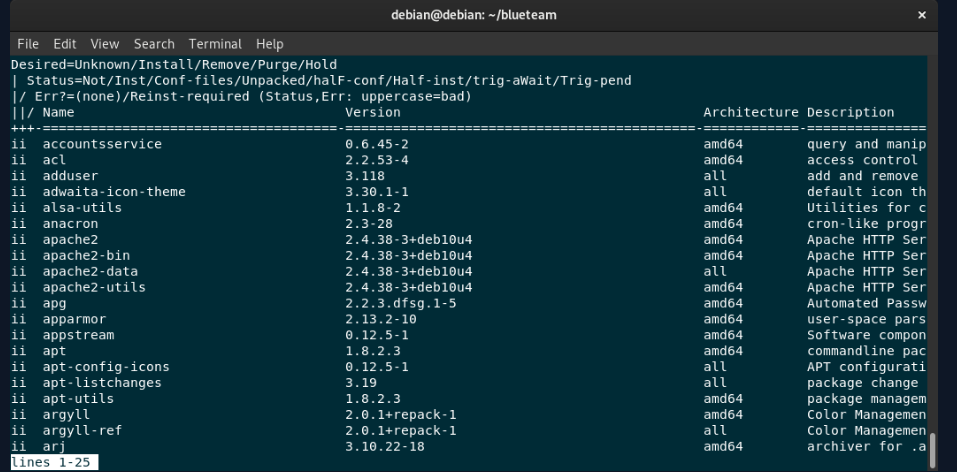 debian@debian: ~/blueteam
×
File Edit View Search Terminal Help
Desired=Unknown/Install/Remove/Purge/Hold
| Status=Not/Inst/Conf-files/Unpacked/halF-conf/Half-inst/trig-aWait/Trig-pend
|/ Err?=(none)/Reinst-required (Status,Err: uppercase=bad)
||/ Name Version Architecture Description
+++-=====================================-============================================-============-===============
ii accountsservice 0.6.45-2 amd64 query and manip
ii acl 2.2.53-4 amd64 access control
ii adduser 3.118 all add and remove
ii adwaita-icon-theme 3.30.1-1 all default icon th
ii alsa-utils 1.1.8-2 amd64 Utilities for c
ii anacron 2.3-28 amd64 cron-like progr
ii apache2 2.4.38-3+deb10u4 amd64 Apache HTTP Ser
ii apache2-bin 2.4.38-3+deb10u4 amd64 Apache HTTP Ser
ii apache2-data 2.4.38-3+deb10u4 all Apache HTTP Ser
ii apache2-utils 2.4.38-3+deb10u4 amd64 Apache HTTP Ser
ii apg 2.2.3.dfsg.1-5 amd64 Automated Passw
ii apparmor 2.13.2-10 amd64 user-space pars
ii appstream 0.12.5-1 amd64 Software compon
ii apt 1.8.2.3 amd64 commandline pac
ii apt-config-icons 0.12.5-1 all APT configurati
ii apt-listchanges 3.19 all package change
ii apt-utils 1.8.2.3 amd64 package managem
ii argyll 2.0.1+repack-1 amd64 Color Managemen
ii argyll-ref 2.0.1+repack-1 all Color Managemen
ii arj 3.10.22-18 amd64 archiver for .a
lines 1-25